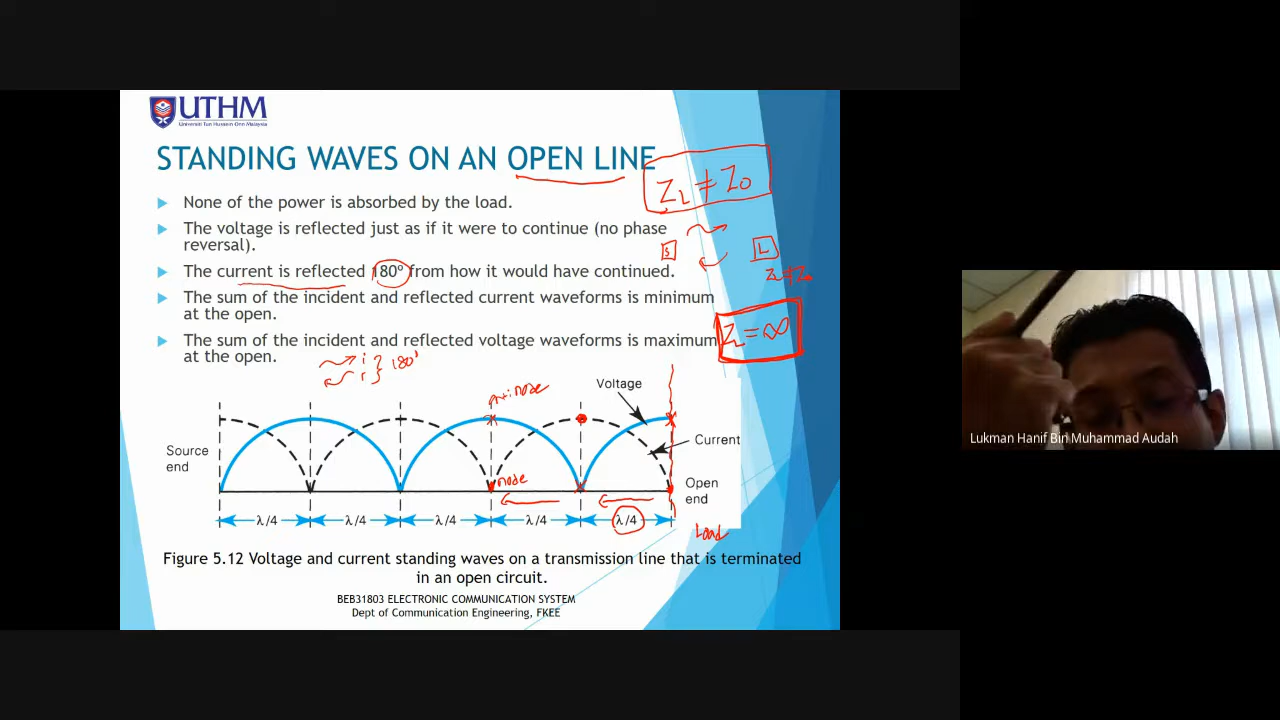 UTHM
Universiti Tun Hussein Onn Malaysia
STANDING WAVES ON AN OPEN LINE
ZL ≠ Z0
None of the power is absorbed by the load.
The voltage is reflected just as if it were to continue (no phase
reversal).
S
L
The current is reflected 180° from how it would have continued.
The sum of the incident and reflected current waveforms is minimum
at the open.
ZL = ∞
The sum of the incident and reflected voltage waveforms is maximum
at the open.
i
i
180°
Voltage
Antinode
Current
Source
end
node
Open
end
λ/4
λ/4
λ/4
λ/4
λ/4
Load
Figure 5.12 Voltage and current standing waves on a transmission line that is terminated
in an open circuit.
BEB31803 ELECTRONIC COMMUNICATION SYSTEM
Dept of Communication Engineering, FKEE
Lukman Hanif Bin Muhammad Audah